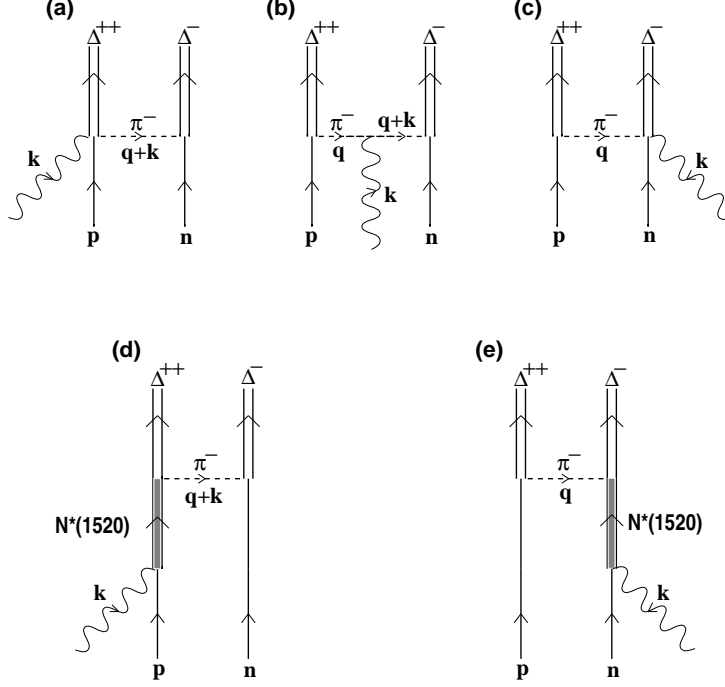 (a) (b) (c)
Δ++ Δ− Δ++ Δ− Δ++ Δ−
π− π− q+k π−
k q+k q k q k
p n p n p n
(d) (e)
Δ++ Δ− Δ++ Δ−
π− π−
q+k q
N*(1520) N*(1520)
k k
p n p n